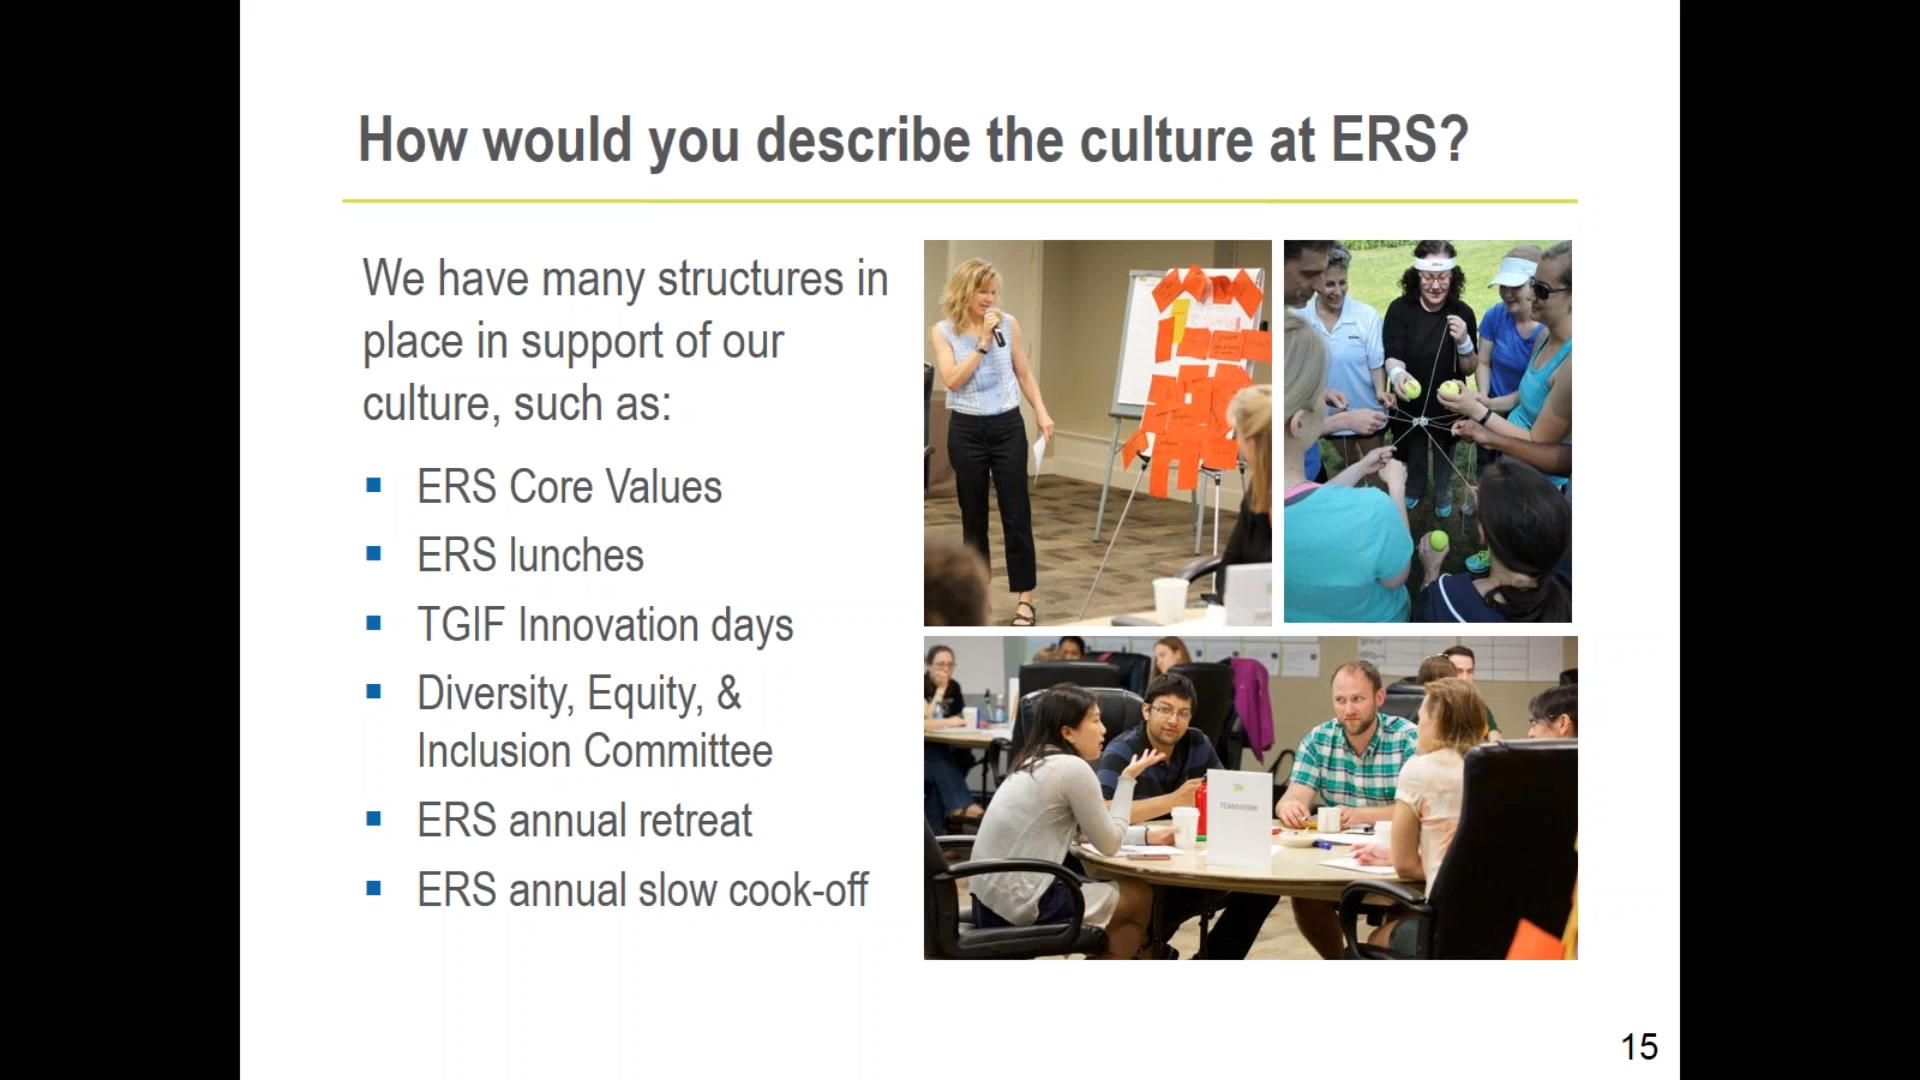 How would you describe the culture at ERS?
We have many structures in
place in support of our
culture, such as:
ERS Core Values
ERS lunches
TGIF Innovation days
Diversity, Equity, &
Inclusion Committee
ERS annual retreat
ERS annual slow cook-off
TEAMWORK
15